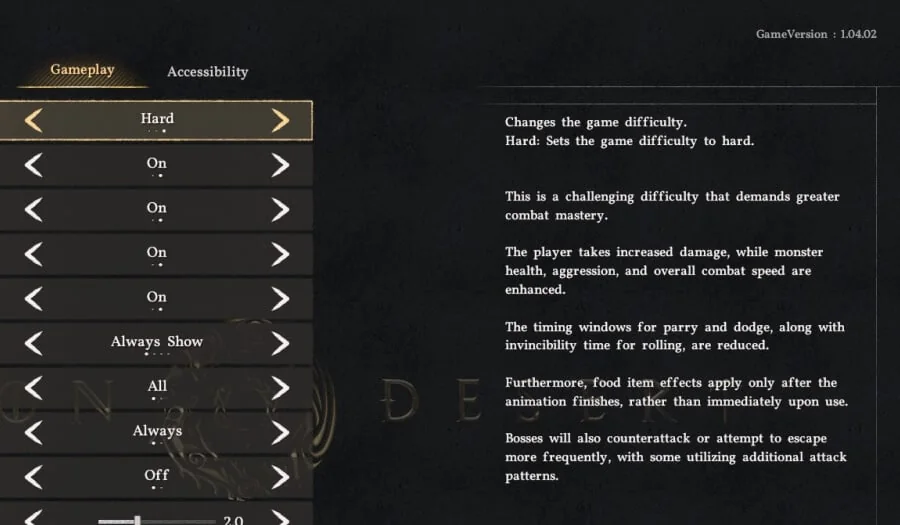 GameVersion : 1.04.02
Gameplay
Accessibility
Hard
On
On
On
On
Always Show
All
Always
Off
2.0
Changes the game difficulty.
Hard: Sets the game difficulty to hard.
This is a challenging difficulty that demands greater
combat mastery.
The player takes increased damage, while monster
health, aggression, and overall combat speed are
enhanced.
The timing windows for parry and dodge, along with
invincibility time for rolling, are reduced.
Furthermore, food item effects apply only after the
animation finishes, rather than immediately upon use.
Bosses will also counterattack or attempt to escape
more frequently, with some utilizing additional attack
patterns.
ON DESERT